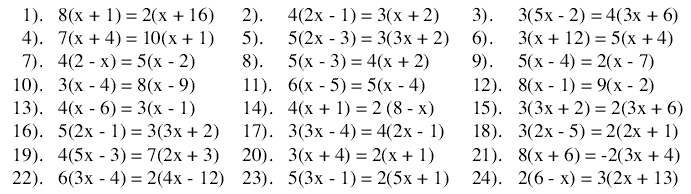 1). 8(x + 1) = 2(x + 16) 2). 4(2x - 1) = 3(x + 2) 3). 3(5x - 2) = 4(3x + 6)
4). 7(x + 4) = 10(x + 1) 5). 5(2x - 3) = 3(3x + 2) 6). 3(x + 12) = 5(x + 4)
7). 4(2 - x) = 5(x - 2) 8). 5(x - 3) = 4(x + 2) 9). 5(x - 4) = 2(x - 7)
10). 3(x - 4) = 8(x - 9) 11). 6(x - 5) = 5(x - 4) 12). 8(x - 1) = 9(x - 2)
13). 4(x - 6) = 3(x - 1) 14). 4(x + 1) = 2 (8 - x) 15). 3(3x + 2) = 2(3x + 6)
16). 5(2x - 1) = 3(3x + 2) 17). 3(3x - 4) = 4(2x - 1) 18). 3(2x - 5) = 2(2x + 1)
19). 4(5x - 3) = 7(2x + 3) 20). 3(x + 4) = 2(x + 1) 21). 8(x + 6) = -2(3x + 4)
22). 6(3x - 4) = 2(4x - 12) 23). 5(3x - 1) = 2(5x + 1) 24). 2(6 - x) = 3(2x + 13)